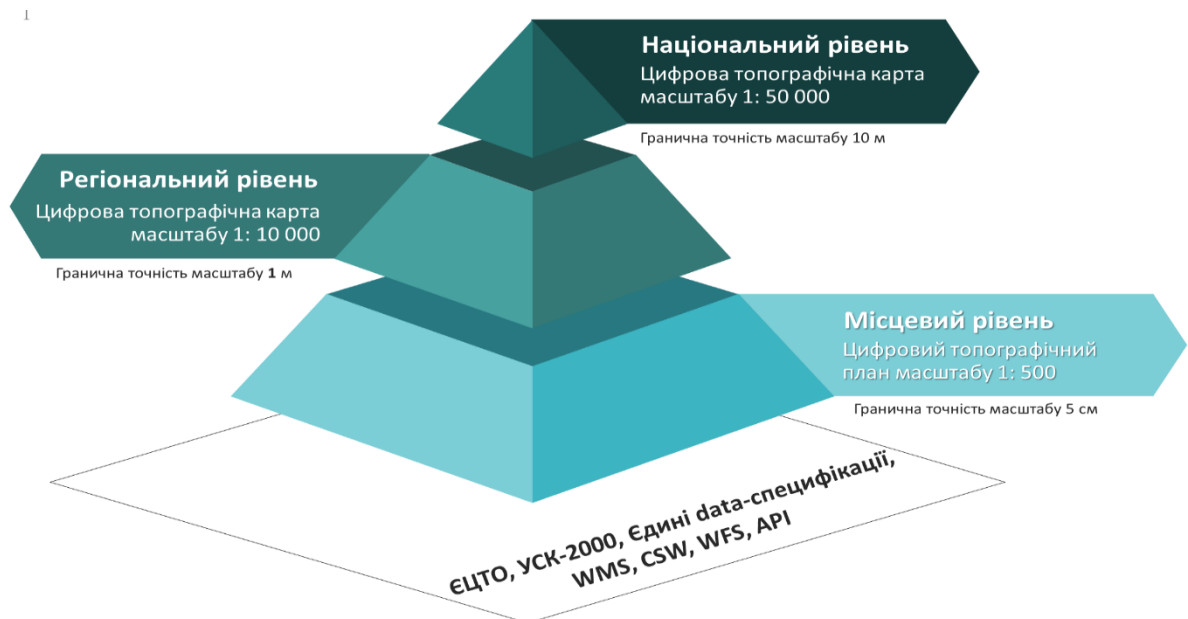 1
Національний рівень
Цифрова топографічна карта
масштабу 1: 50 000
Гранична точність масштабу 10 м
Регіональний рівень
Цифрова топографічна карта
масштабу 1: 10 000
Гранична точність масштабу 1 м
Місцевий рівень
Цифровий топографічний
план масштабу 1: 500
Гранична точність масштабу 5 см
ЄЦТО, УСК-2000, Єдині data-специфікації,
WMS, CSW, WFS, API